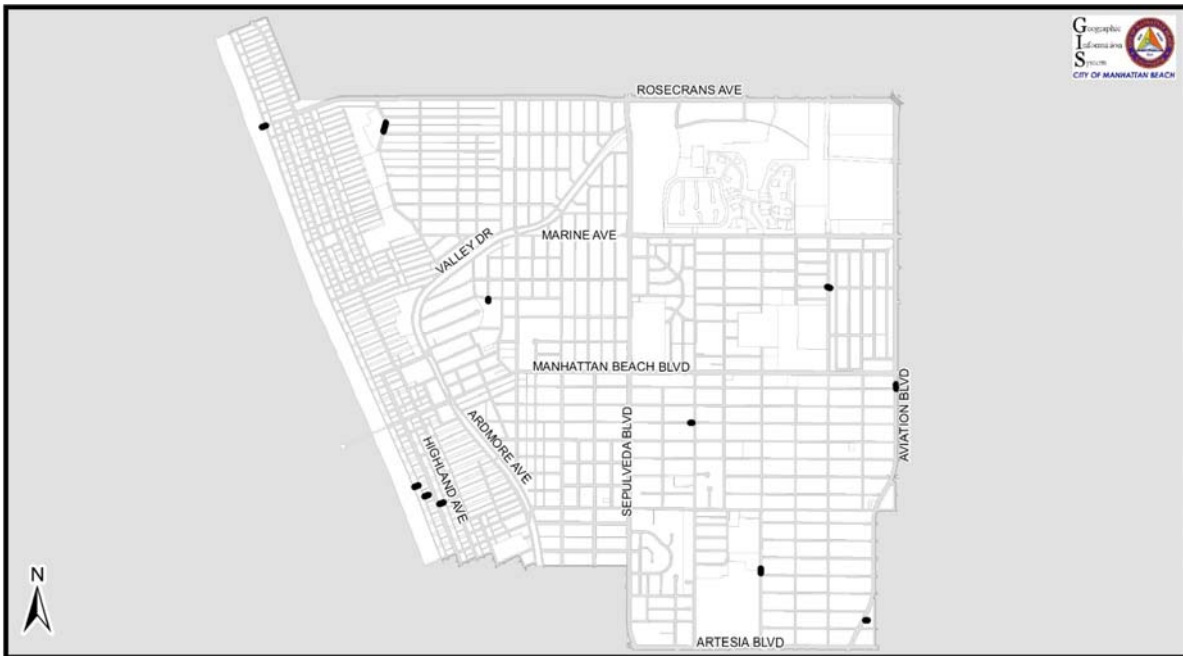 Geographic
Information
System
CITY OF MANHATTAN BEACH
ROSECRANS AVE
MARINE AVE
VALLEY DR
MANHATTAN BEACH BLVD
ARDMORE AVE
HIGHLAND AVE
SEPULVEDA BLVD
AVIATION BLVD
N
ARTESIA BLVD